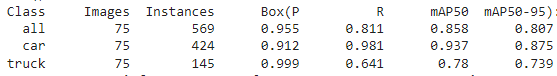 Class Images Instances Box(P R mAP50 mAP50-95):
all 75 569 0.955 0.811 0.858 0.807
car 75 424 0.912 0.981 0.937 0.875
truck 75 145 0.999 0.641 0.78 0.739